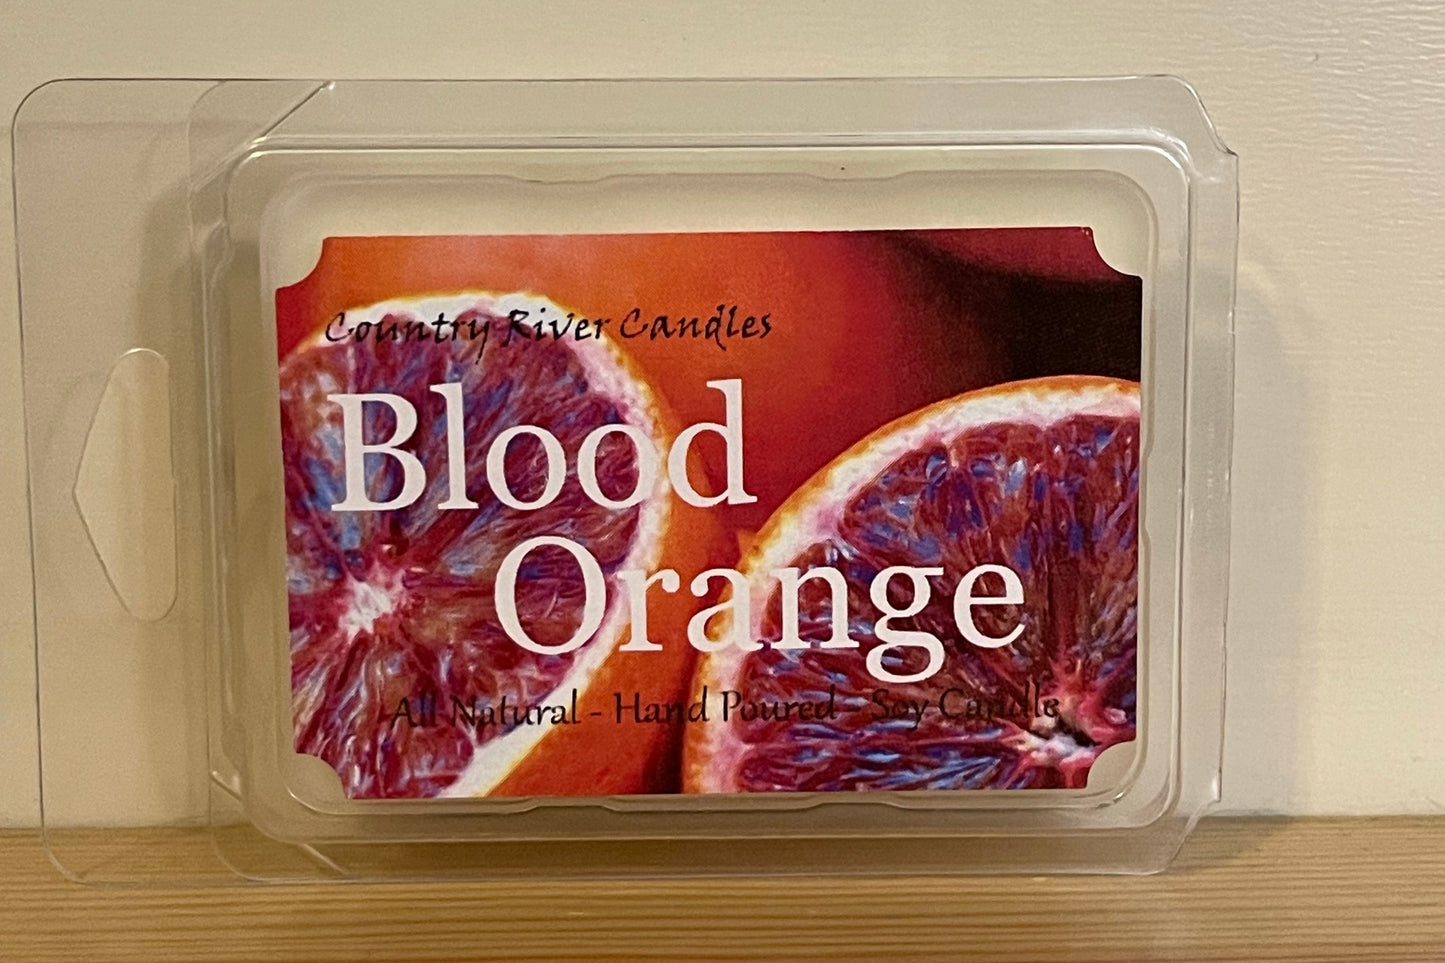 Country River Candles
Blood
Orange
All Natural - Hand Poured - Soy Candle